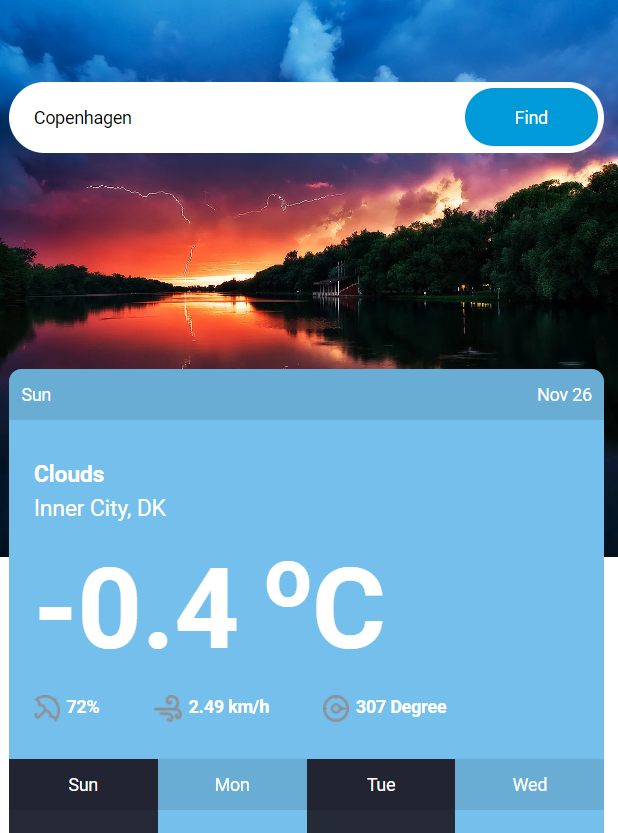 Copenhagen Find
Sun Nov 26
Clouds
Inner City, DK
-0.4 °C
72% 2.49 km/h 307 Degree
Sun Mon Tue Wed